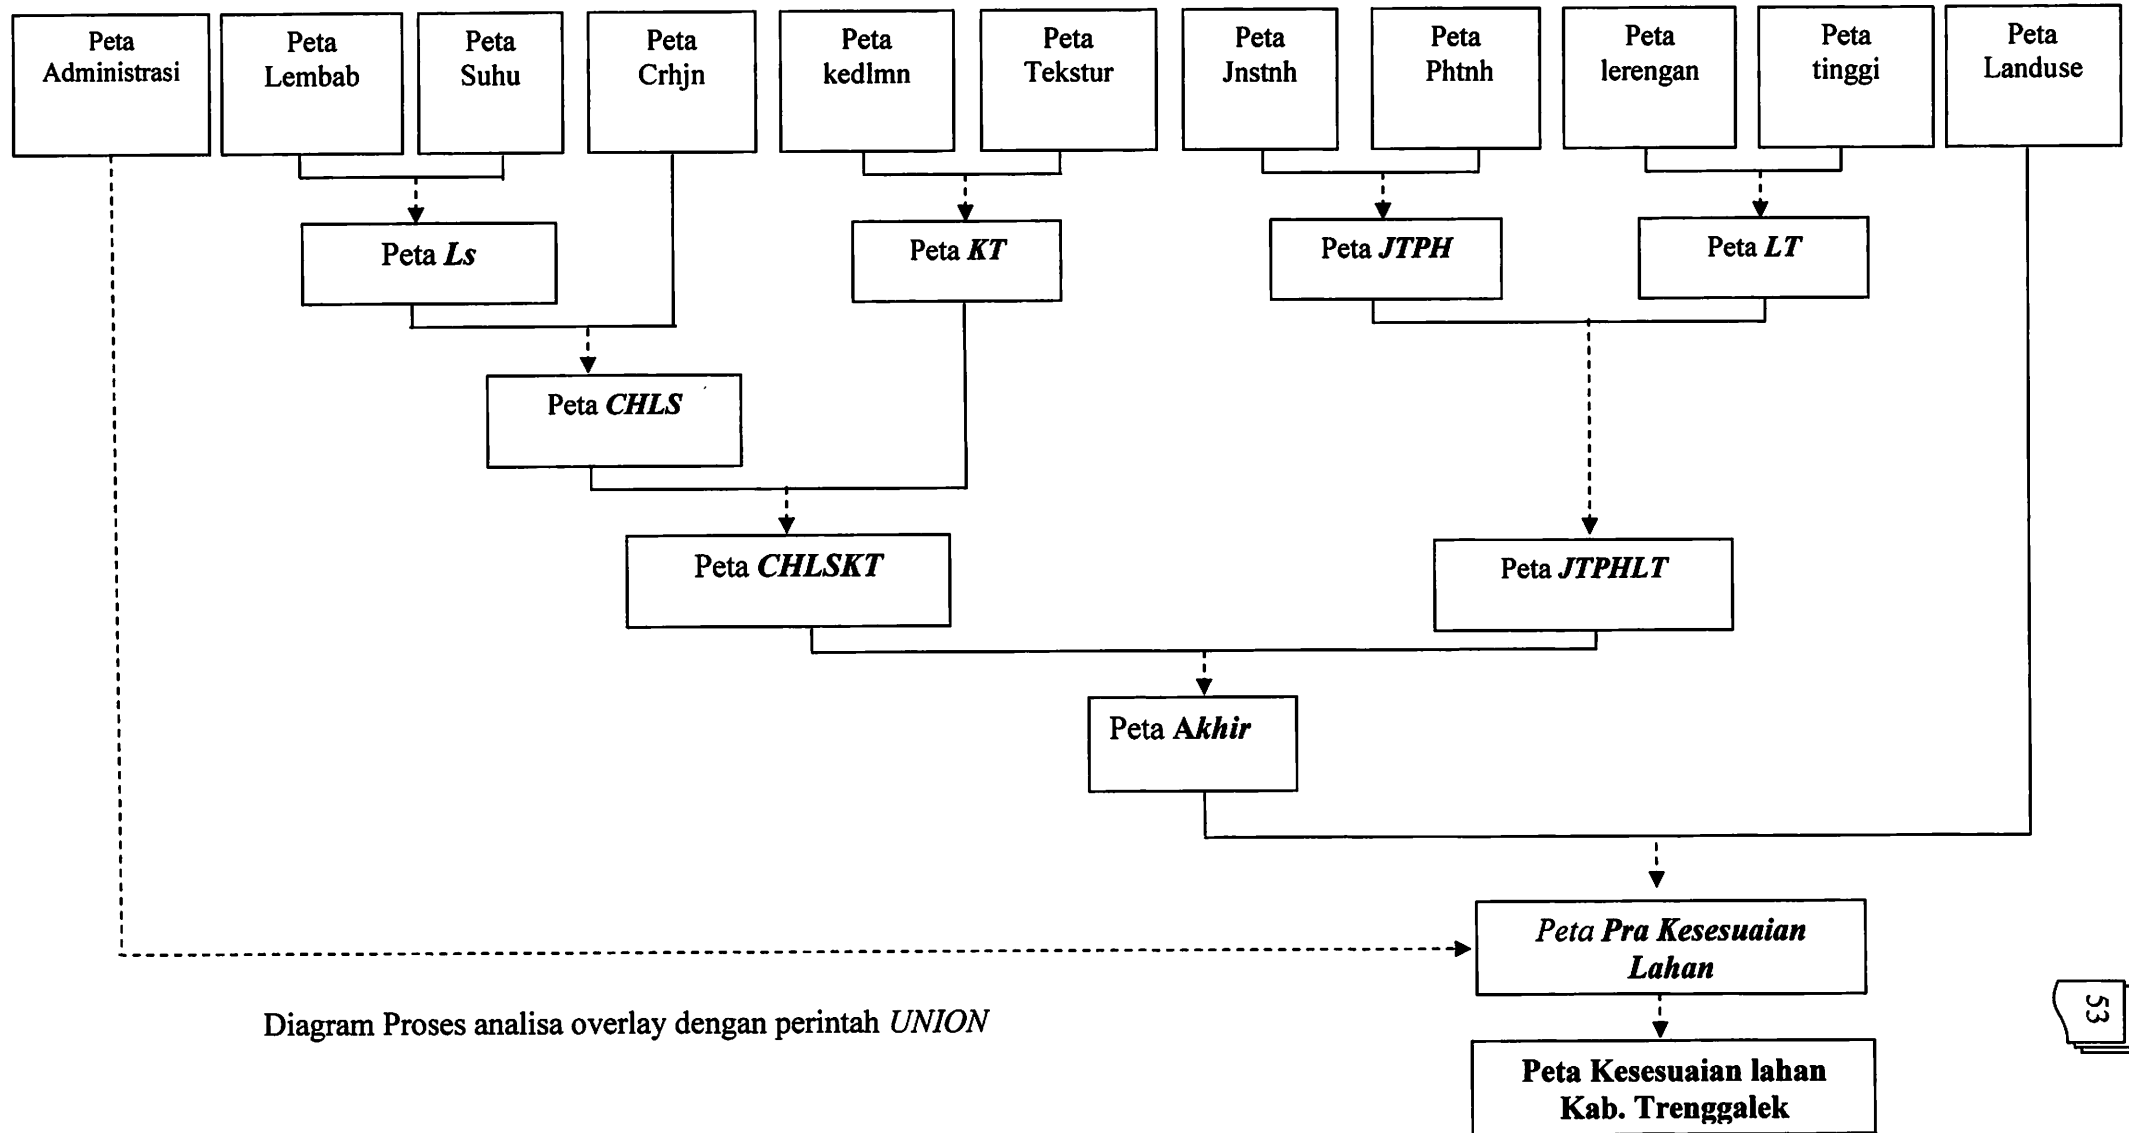 Peta
Administrasi
Peta
Lembab
Peta
Suhu
Peta
Crhjn
Peta
kedlmn
Peta
Tekstur
Peta
Jnstnh
Peta
Phtnh
Peta
lerengan
Peta
tinggi
Peta
Landuse
Peta Ls
Peta KT
Peta JTPH
Peta LT
Peta CHLS
Peta CHLSKT
Peta JTPHLT
Peta Akhir
Peta Pra Kesesuaian
Lahan
Diagram Proses analisa overlay dengan perintah UNION
53
Peta Kesesuaian lahan
Kab. Trenggalek